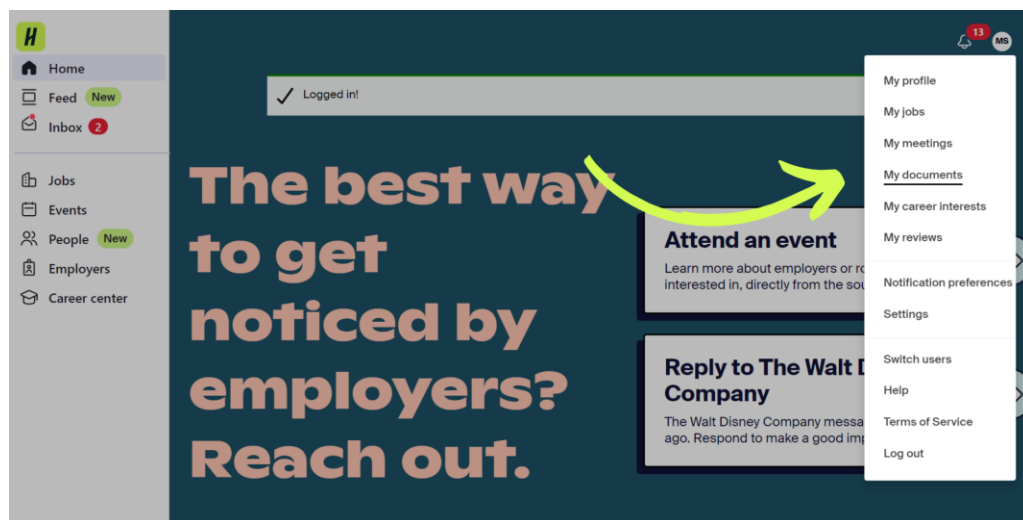 H
Home
Feed New
Inbox 2
Jobs
Events
People New
Employers
Career center
13
MS
Logged in!
The best way
to get
noticed by
employers?
Reach out.
Attend an event
Learn more about employers or ro
interested in, directly from the sou
Reply to The Walt D
Company
The Walt Disney Company messa
ago. Respond to make a good imp
My profile
My jobs
My meetings
My documents
My career interests
My reviews
Notification preferences
Settings
Switch users
Help
Terms of Service
Log out